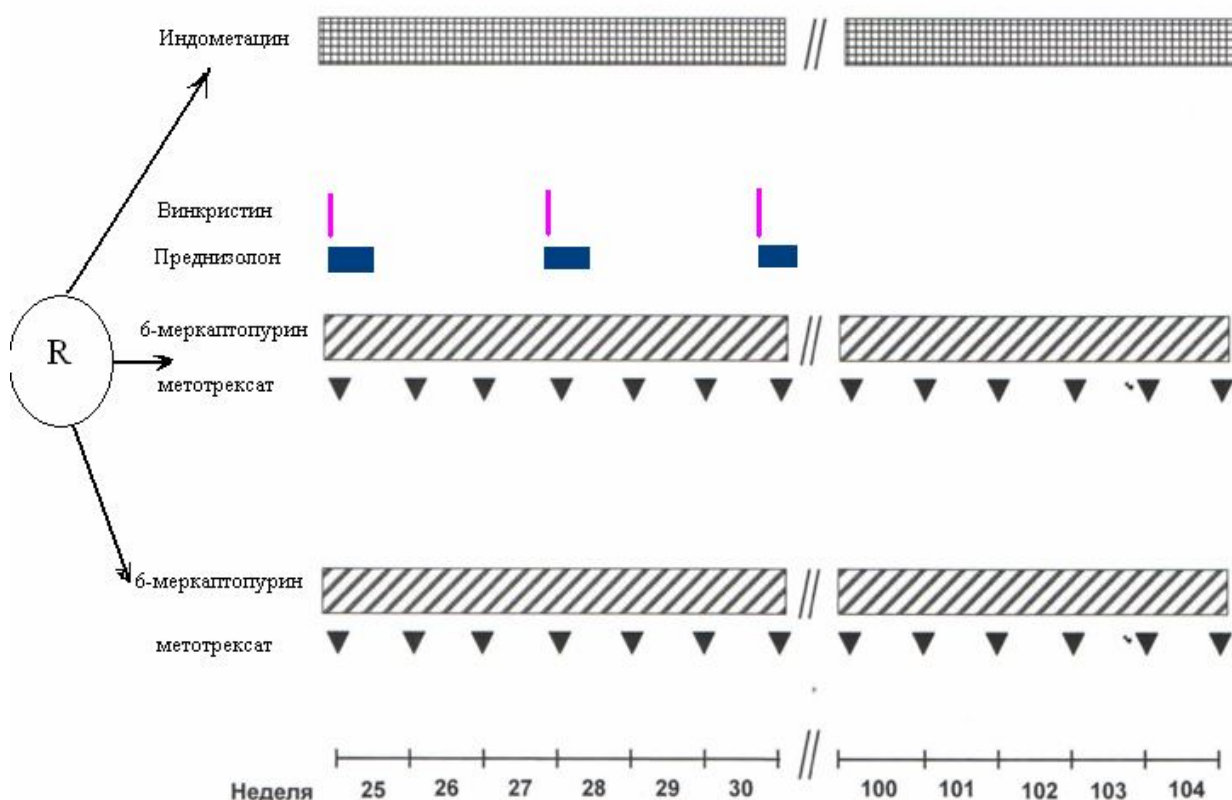 Индометацин
Винкристин
Преднизолон
R
6-меркаптопурин
метотрексат
6-меркаптопурин
метотрексат
Неделя 25 26 27 28 29 30 100 101 102 103 104